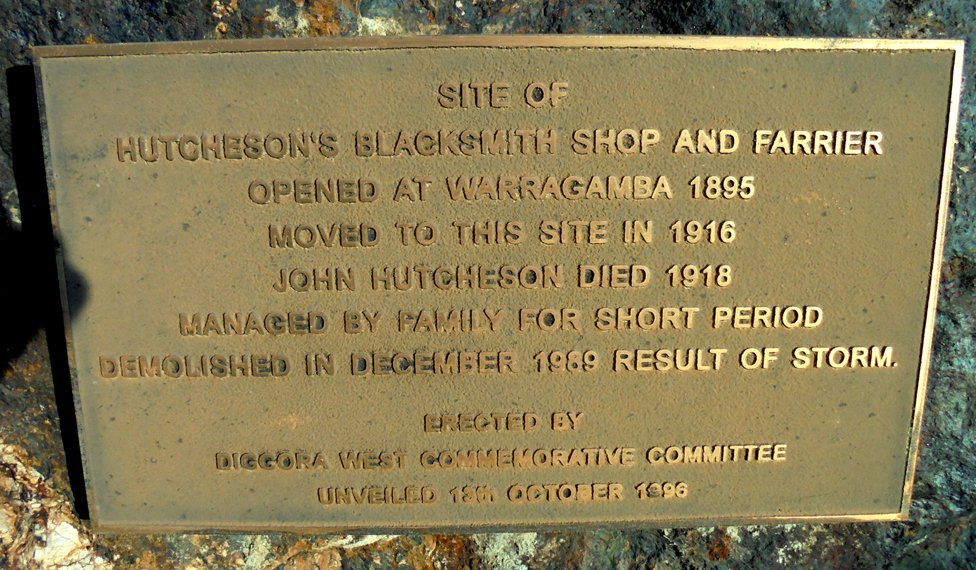 SITE OF
HUTCHESON'S BLACKSMITH SHOP AND FARRIER
OPENED AT WARRAGAMBA 1895
MOVED TO THIS SITE IN 1916
JOHN HUTCHESON DIED 1918
MANAGED BY FAMILY FOR SHORT PERIOD
DEMOLISHED IN DECEMBER 1989 RESULT OF STORM.
ERECTED BY
DIGGORA WEST COMMEMORATIVE COMMITTEE
UNVEILED 13th OCTOBER 1996